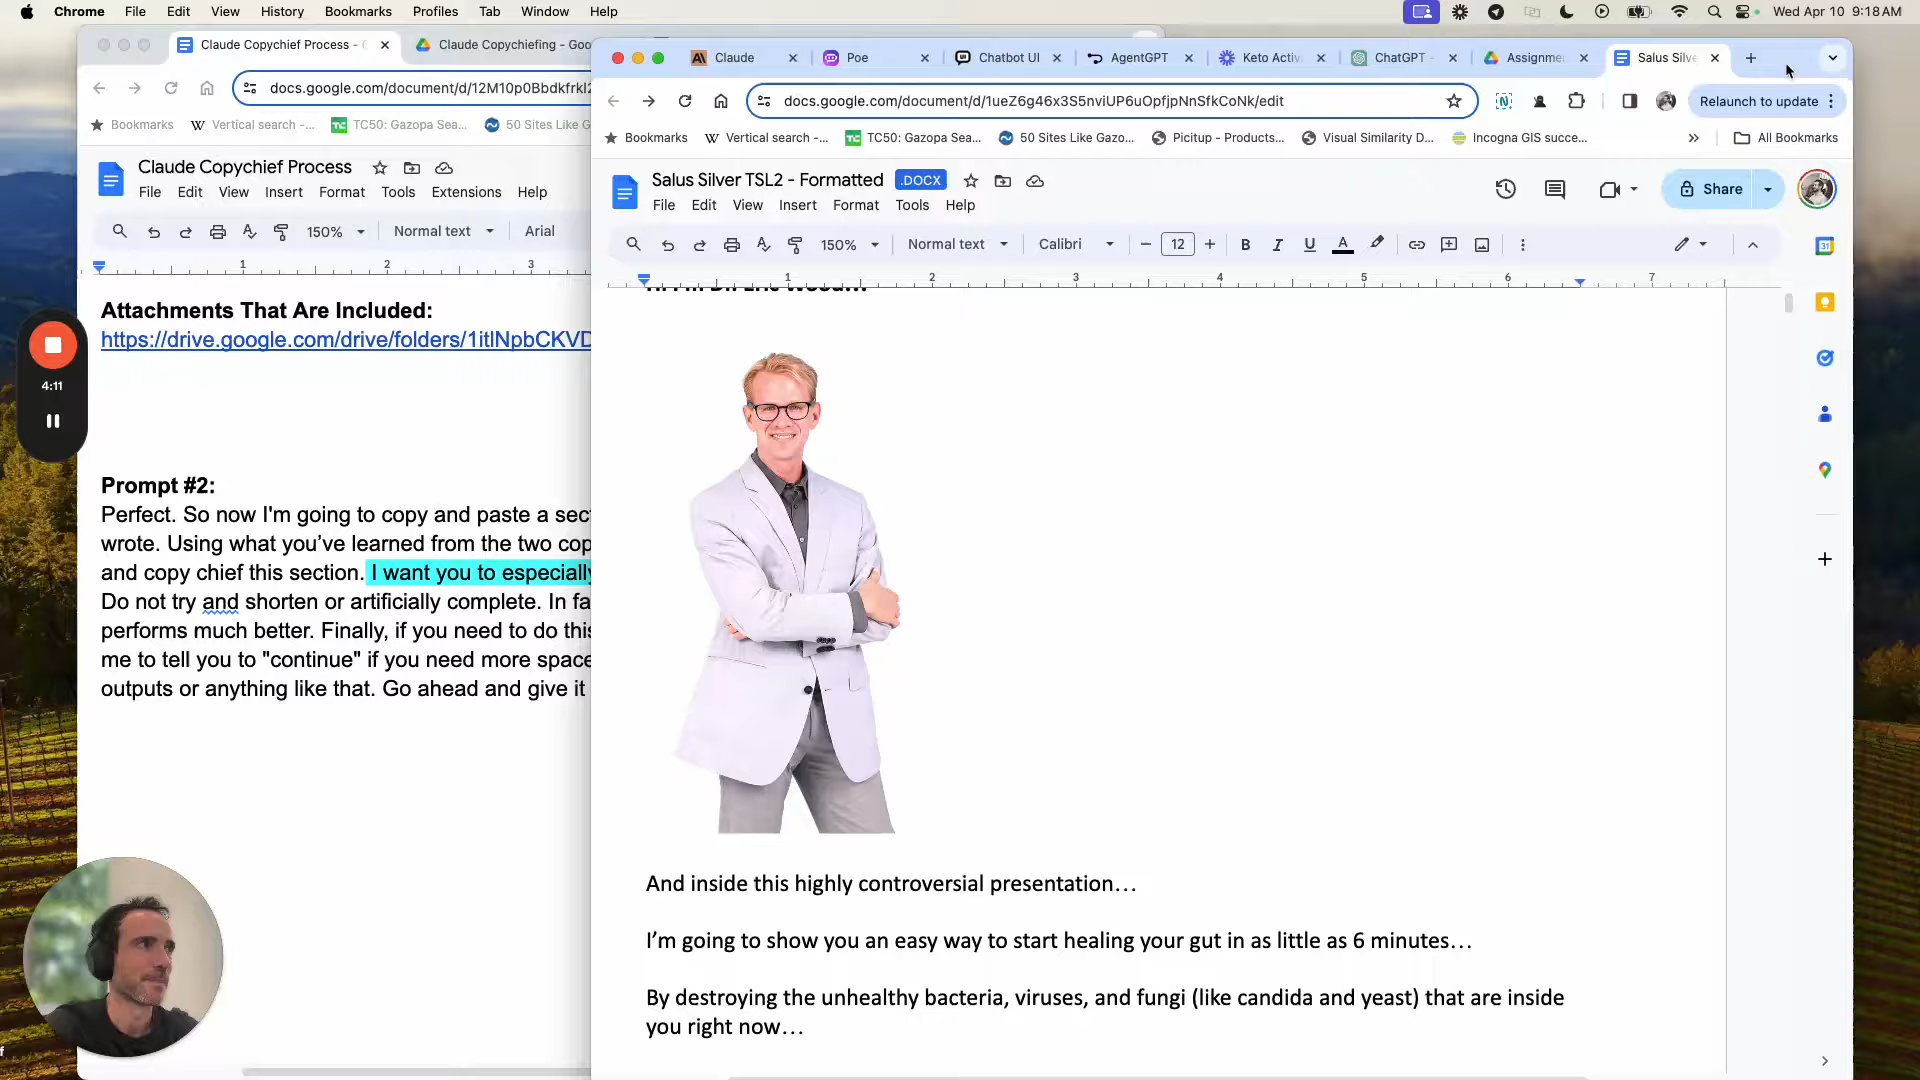 Chrome File Edit View History Bookmarks Profiles Tab Window Help Wed Apr 10 9:18 AM
Claude Copychief Process - Claude Copychiefing - Goo
docs.google.com/document/d/12M10p0Bbdkfrkl2
Bookmarks Vertical search -... TC50: Gazopa Sea... 50 Sites Like G
Claude Copychief Process
File Edit View Insert Format Tools Extensions Help
150% Normal text Arial
1 2 3
Attachments That Are Included:
https://drive.google.com/drive/folders/1itlNpbCKVD
4:11
Prompt #2:
Perfect. So now I'm going to copy and paste a sec
wrote. Using what you've learned from the two cop
and copy chief this section. I want you to especially
Do not try and shorten or artificially complete. In fa
performs much better. Finally, if you need to do this
me to tell you to "continue" if you need more space
outputs or anything like that. Go ahead and give it
Claude Poe Chatbot UI AgentGPT Keto Activ ChatGPT - Assignme Salus Silve
docs.google.com/document/d/1ueZ6g46x3S5nviUP6uOpfjpNnSfkCoNk/edit
Relaunch to update
Bookmarks Vertical search -... TC50: Gazopa Sea... 50 Sites Like Gazo... Picitup - Products... Visual Similarity D... Incogna GIS succe... » All Bookmarks
Salus Silver TSL2 - Formatted .DOCX
File Edit View Insert Format Tools Help
Share
150% Normal text Calibri − 12 + B I U A
1 2 3 4 5 6 7
And inside this highly controversial presentation…
I’m going to show you an easy way to start healing your gut in as little as 6 minutes…
By destroying the unhealthy bacteria, viruses, and fungi (like candida and yeast) that are inside
you right now…